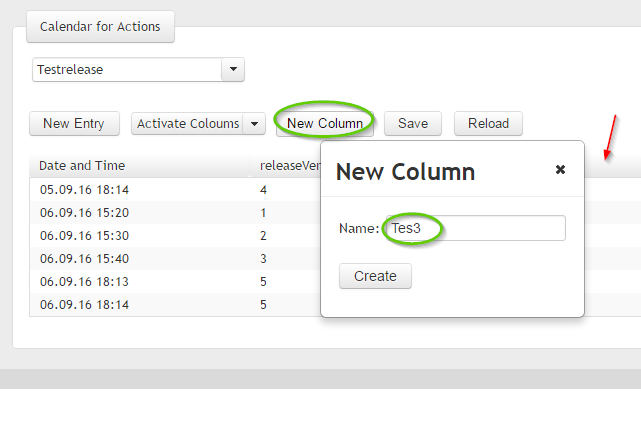 Calendar for Actions
Testrelease
New Entry Activate Coloums New Column Save Reload
Date and Time releaseVer
New Column
Name: Tes3
Create
05.09.16 18:14 4
06.09.16 15:20 1
06.09.16 15:30 2
06.09.16 15:40 3
06.09.16 18:13 5
06.09.16 18:14 5